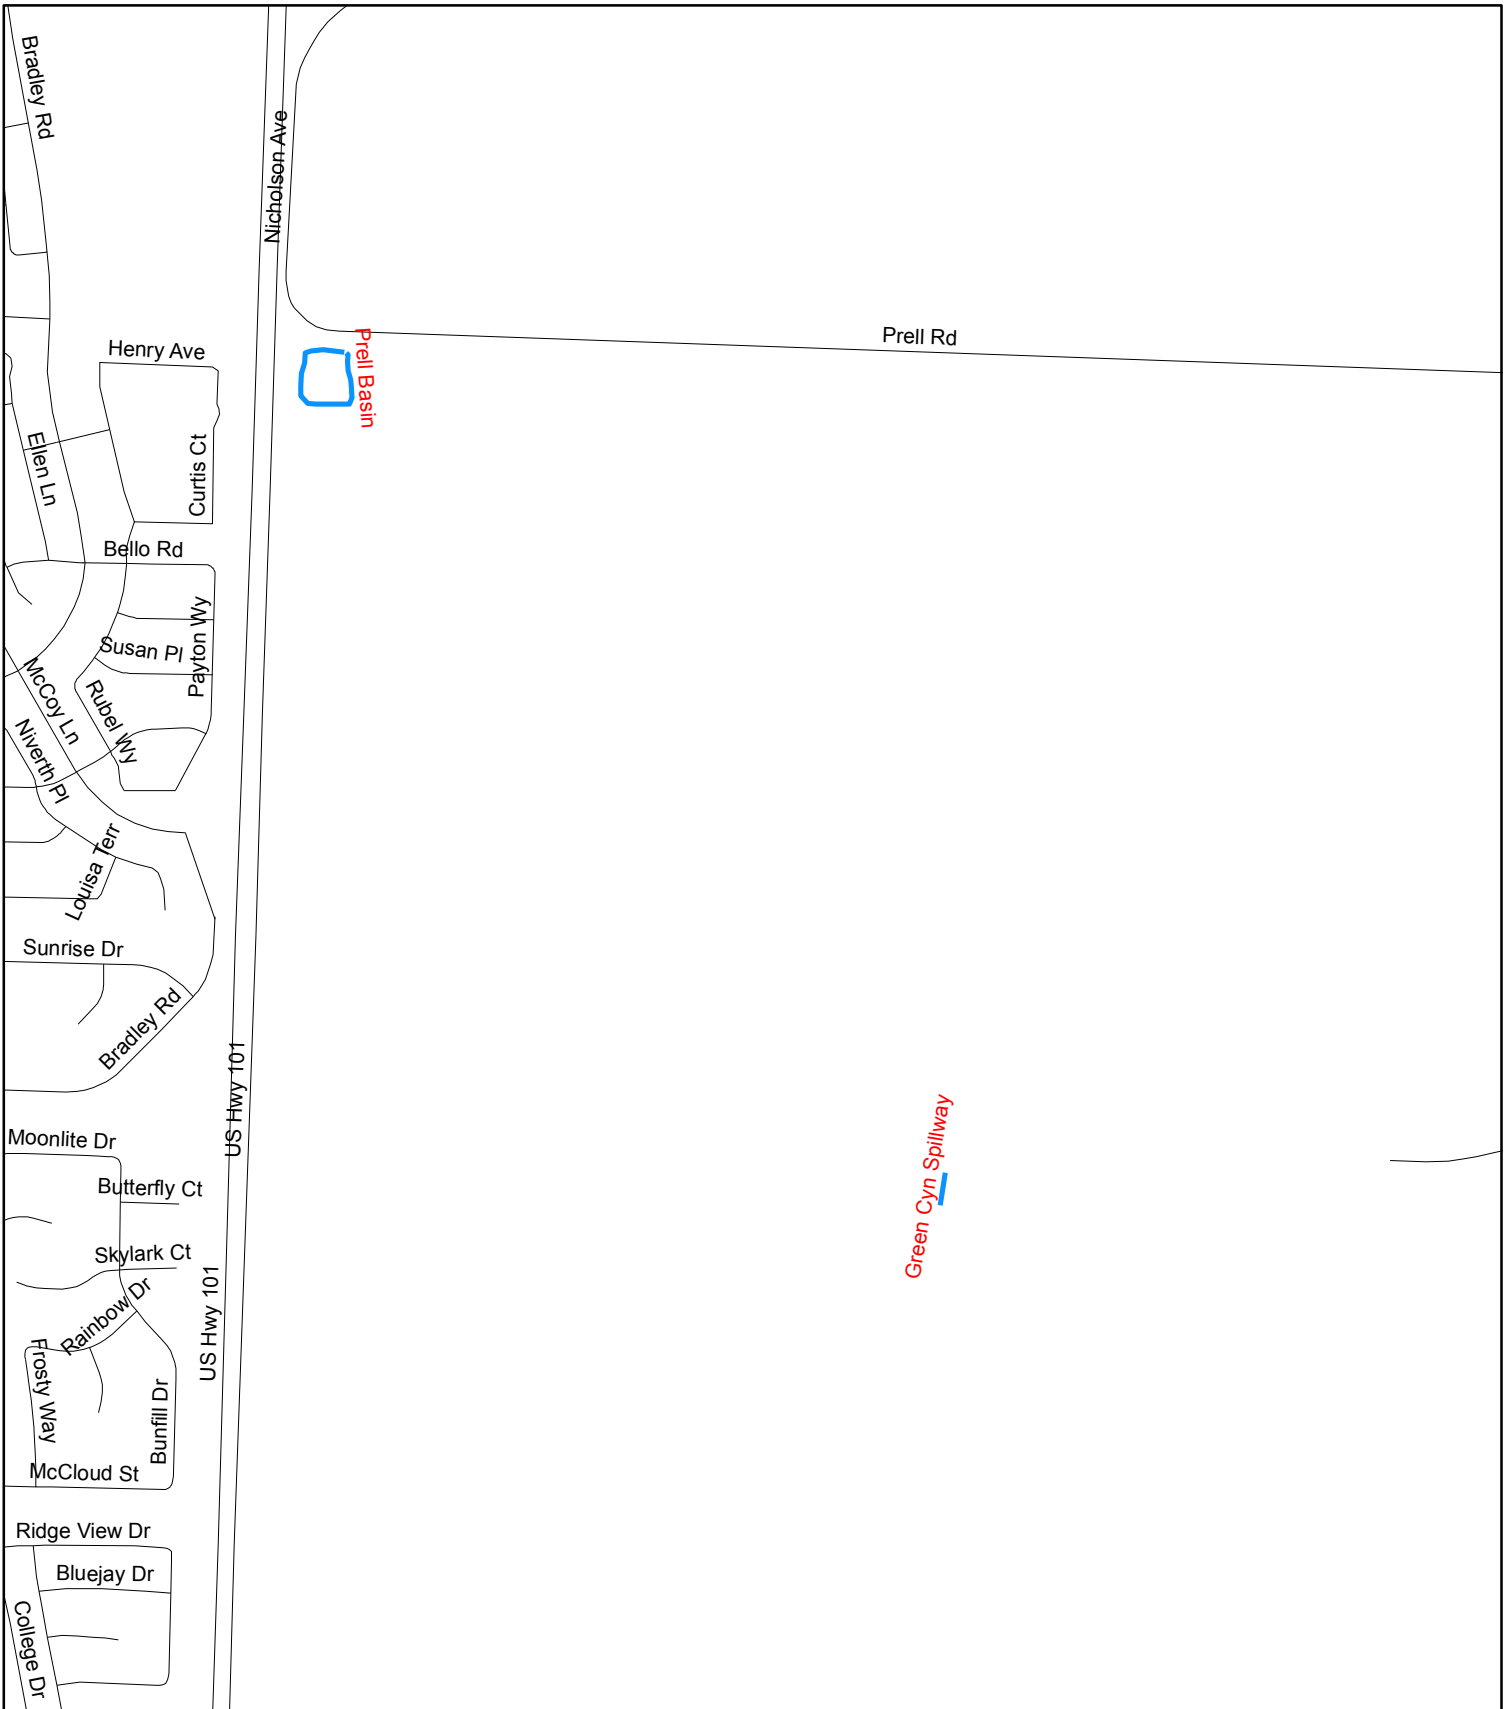 Bradley Rd
Nicholson Ave
Prell Rd
Henry Ave
Prell Basin
Ellen Ln
Curtis Ct
Bello Rd
Payton Wy
Susan Pl
McCoy Ln
Rubel Wy
Niverth Pl
Louisa Terr
Sunrise Dr
Bradley Rd
US Hwy 101
Moonlite Dr
Green Cyn Spillway
Butterfly Ct
Skylark Ct
US Hwy 101
Rainbow Dr
Frosty Way
Bunfill Dr
McCloud St
Ridge View Dr
Bluejay Dr
College Dr